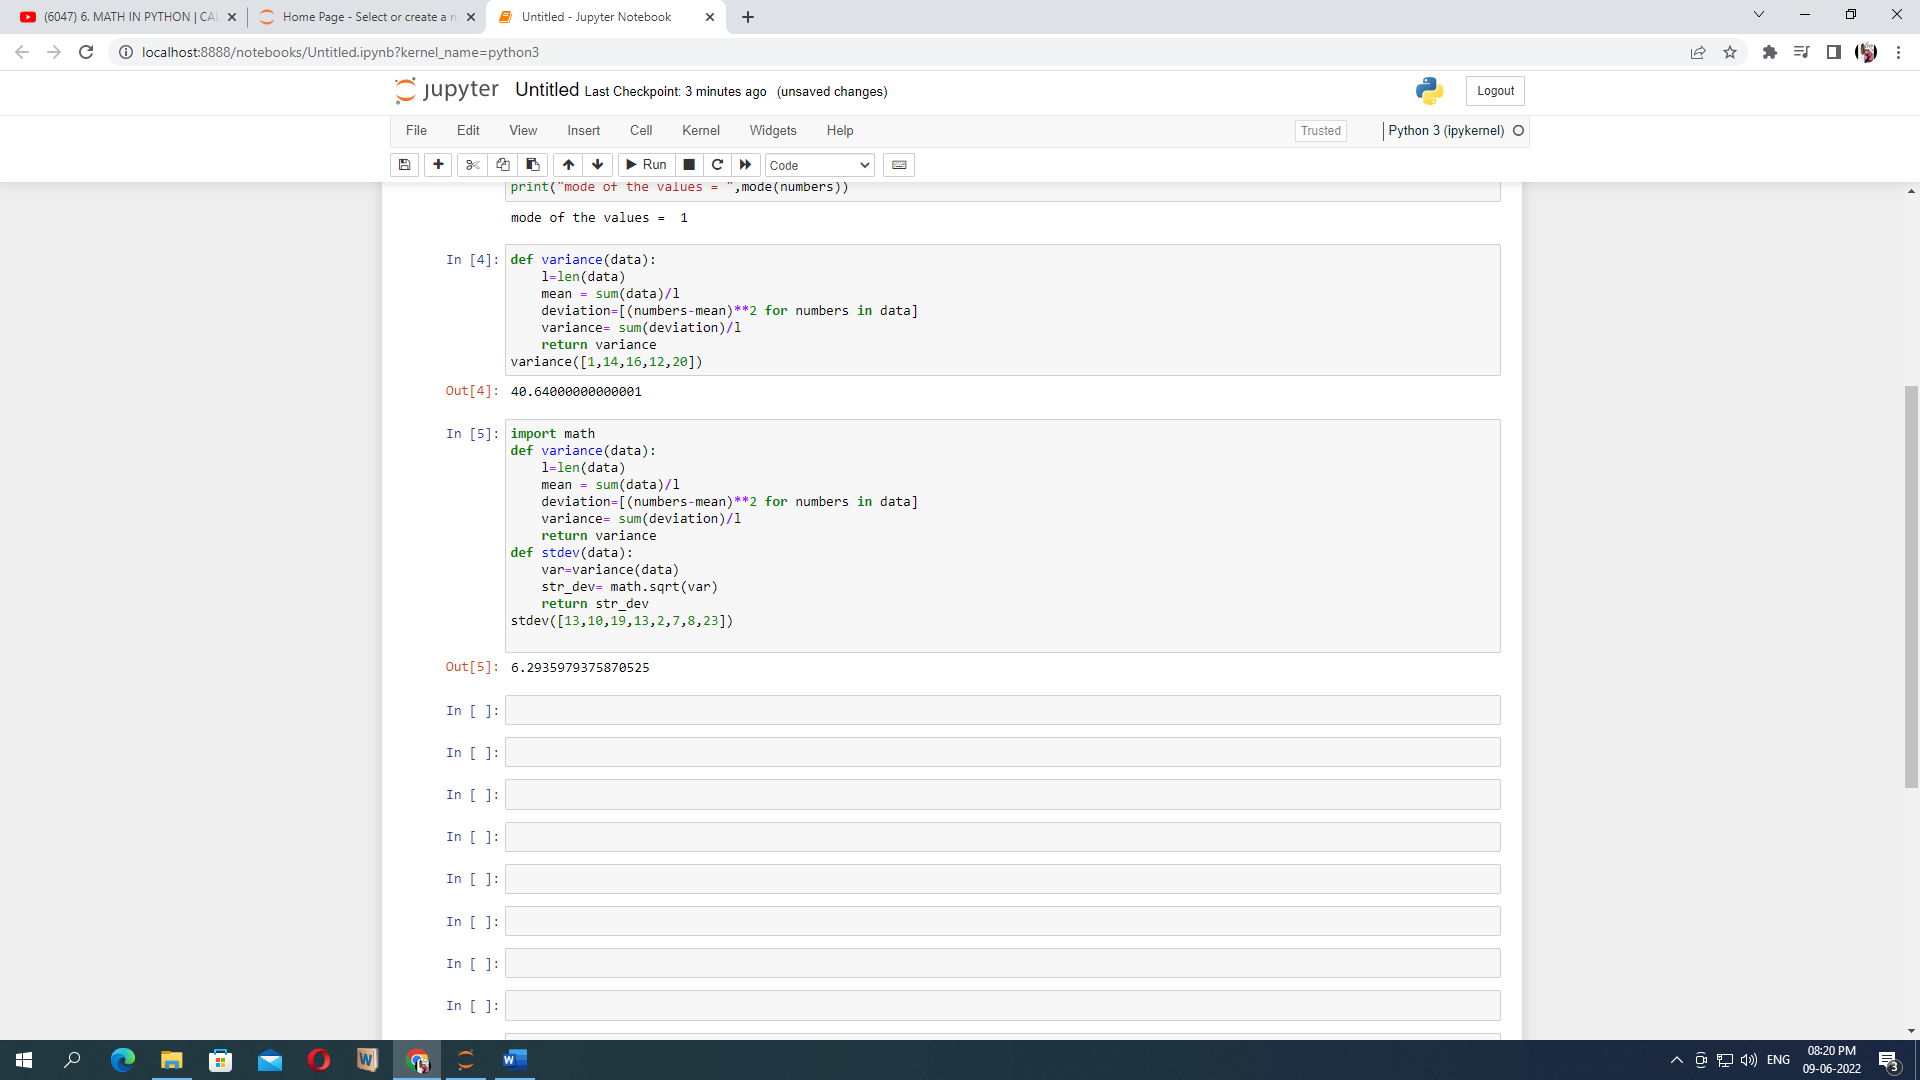 (6047) 6. MATH IN PYTHON | CAL
Home Page - Select or create a n
Untitled - Jupyter Notebook
localhost:8888/notebooks/Untitled.ipynb?kernel_name=python3
jupyter Untitled Last Checkpoint: 3 minutes ago (unsaved changes)
Logout
File Edit View Insert Cell Kernel Widgets Help
Trusted
Python 3 (ipykernel)
Run
Code
print("mode of the values = ",mode(numbers))
mode of the values =  1
In [4]:
def variance(data):
    l=len(data)
    mean = sum(data)/l
    deviation=[(numbers-mean)**2 for numbers in data]
    variance= sum(deviation)/l
    return variance
variance([1,14,16,12,20])
Out[4]: 40.64000000000001
In [5]:
import math
def variance(data):
    l=len(data)
    mean = sum(data)/l
    deviation=[(numbers-mean)**2 for numbers in data]
    variance= sum(deviation)/l
    return variance
def stdev(data):
    var=variance(data)
    str_dev= math.sqrt(var)
    return str_dev
stdev([13,10,19,13,2,7,8,23])
Out[5]: 6.2935979375870525
In [ ]:
In [ ]:
In [ ]:
In [ ]:
In [ ]:
In [ ]:
In [ ]:
In [ ]:
ENG
08:20 PM
09-06-2022
3